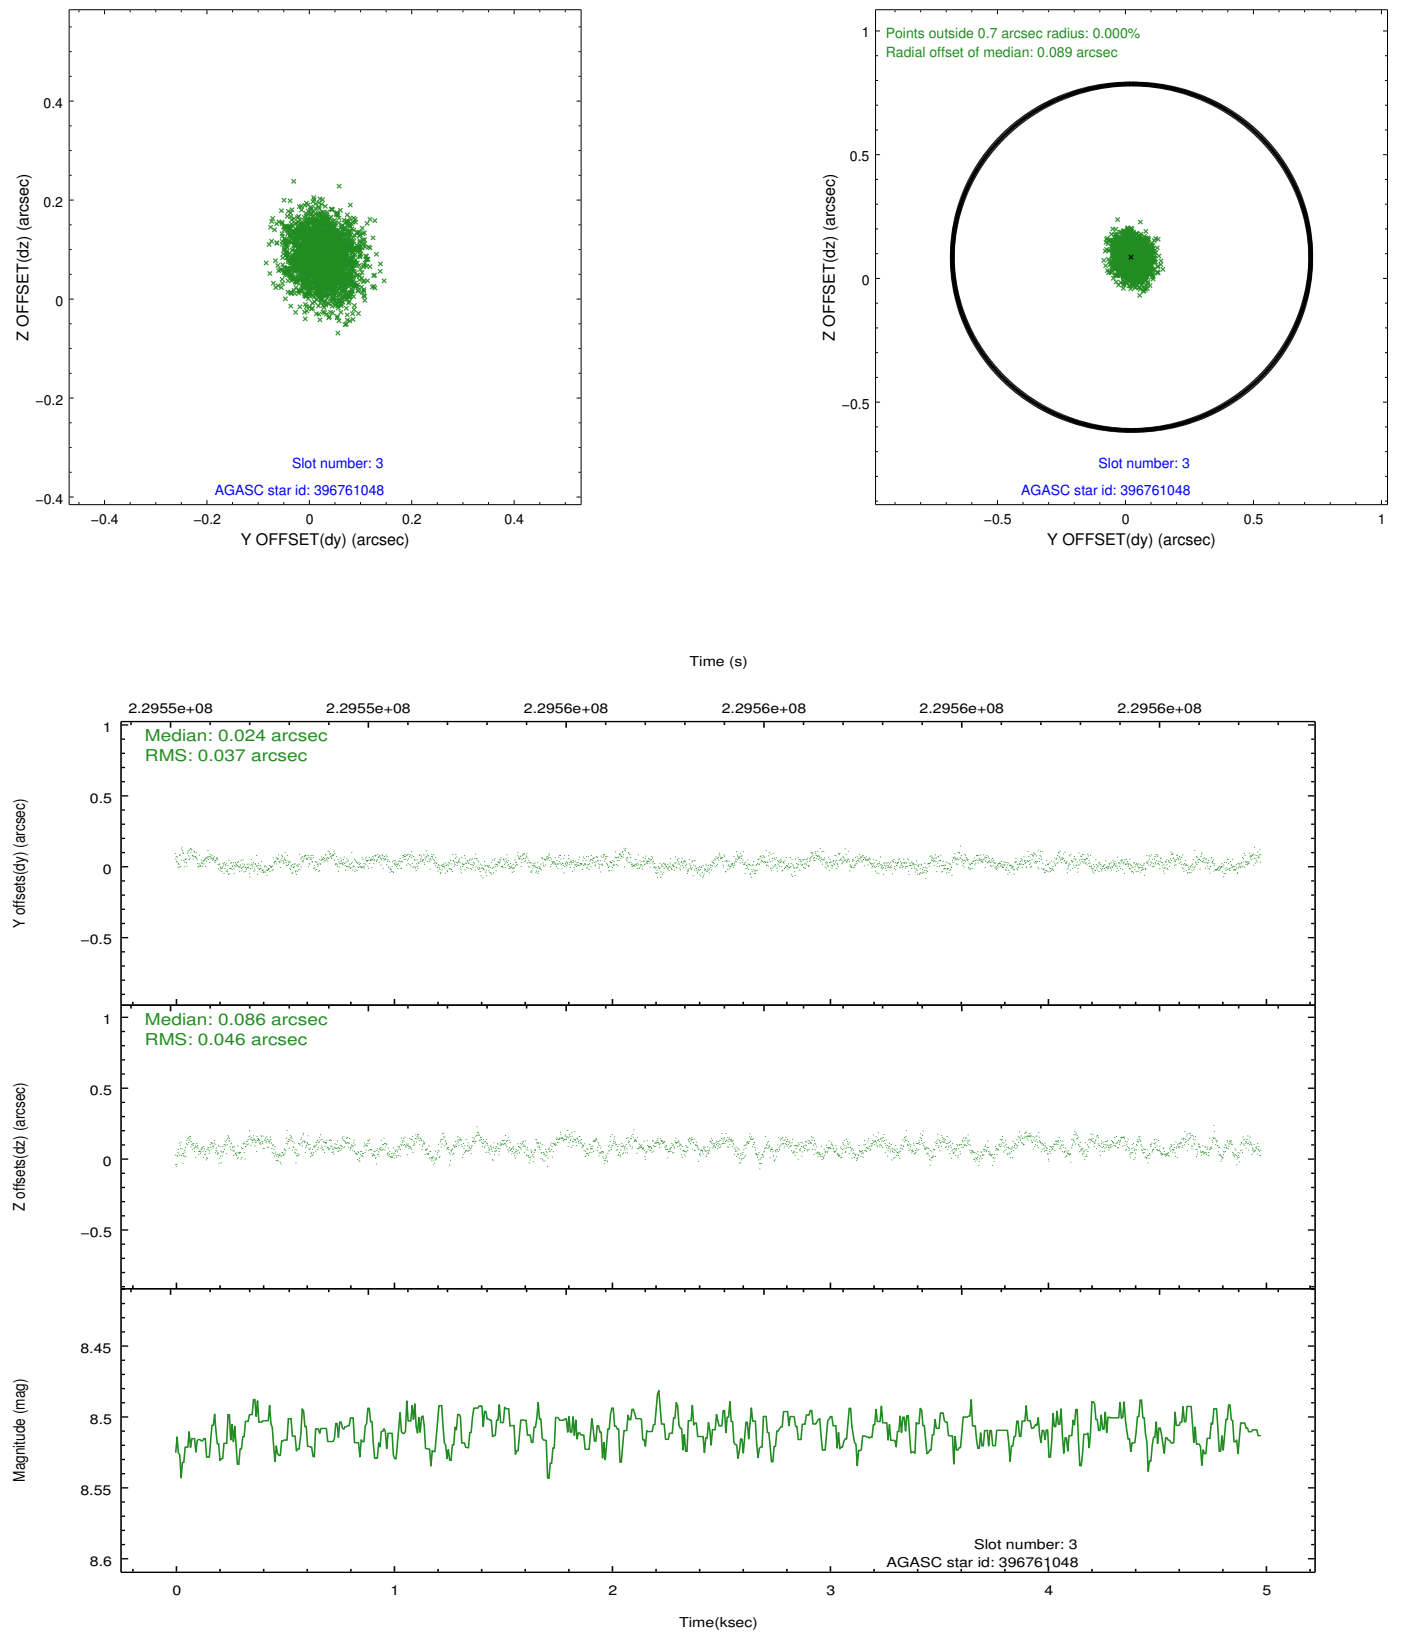 0.4
0.2
0
−0.2
−0.4
Z OFFSET(dz) (arcsec)
Slot number: 3
AGASC star id: 396761048
−0.4 −0.2 0 0.2 0.4
Y OFFSET(dy) (arcsec)
Points outside 0.7 arcsec radius: 0.000%
Radial offset of median: 0.089 arcsec
1
0.5
0
−0.5
Z OFFSET(dz) (arcsec)
Slot number: 3
AGASC star id: 396761048
−0.5 0 0.5 1
Y OFFSET(dy) (arcsec)
Time (s)
2.2955e+08 2.2955e+08 2.2956e+08 2.2956e+08 2.2956e+08 2.2956e+08
Median: 0.024 arcsec
RMS: 0.037 arcsec
1
0.5
0
−0.5
Y offsets(dy) (arcsec)
Median: 0.086 arcsec
RMS: 0.046 arcsec
1
0.5
0
−0.5
Z offsets(dz) (arcsec)
8.45
8.5
8.55
8.6
Magnitude (mag)
Slot number: 3
AGASC star id: 396761048
0 1 2 3 4 5
Time(ksec)